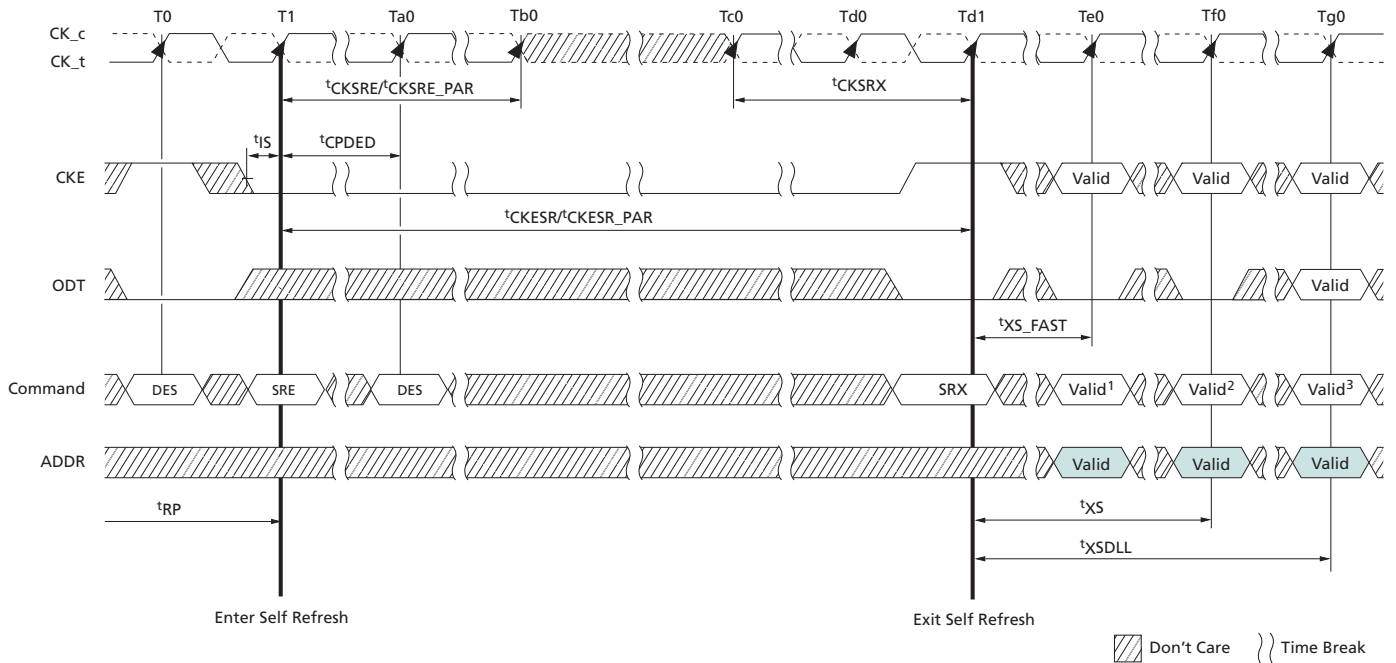 T0 T1 Ta0 Tb0 Tc0 Td0 Td1 Te0 Tf0 Tg0
CK_c
CK_t
tCKSRE/tCKSRE_PAR tCKSRX
tIS tCPDED
CKE Valid Valid Valid
tCKESR/tCKESR_PAR
ODT Valid
tXS_FAST
Command DES SRE DES SRX Valid1 Valid2 Valid3
ADDR Valid Valid Valid
tRP tXS
tXSDLL
Enter Self Refresh Exit Self Refresh
Don't Care Time Break